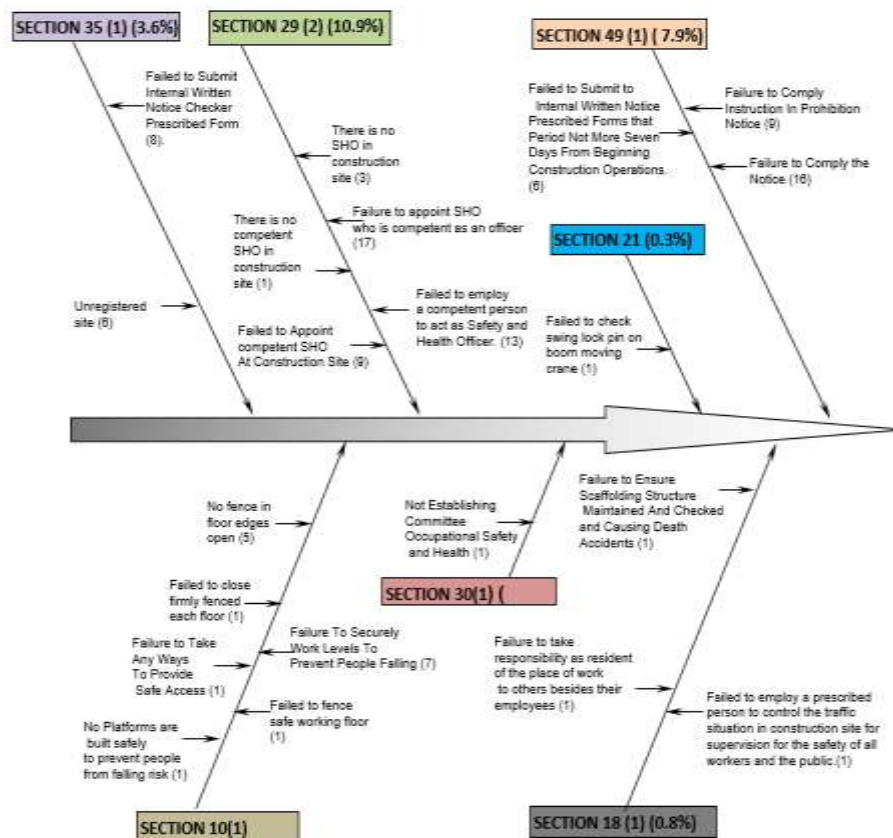 SECTION 35 (1) (3.6%)
SECTION 29 (2) (10.9%)
SECTION 49 (1) ( 7.9%)
Failed to Submit
Internal Written
Notice Checker
Prescribed Form
(8).
Unregistered
site (6)
There is no
SHO in
construction
site (3)
Failure to appoint SHO
who is competent as an officer
(17)
There is no
competent
SHO in
construction
site (1)
Failed to employ
a competent person
to act as Safety and
Health Officer. (13)
Failed to Appoint
competent SHO
At Construction Site (9)
Failed to Submit to
Internal Written Notice
Prescribed Forms that
Period Not More Seven
Days From Beginning
Construction Operations.
(6)
Failure to Comply
Instruction In Prohibition
Notice (9)
Failure to Comply the
Notice (16)
SECTION 21 (0.3%)
Failed to check
swing lock pin on
boom moving
crane (1)
No fence in
floor edges
open (5)
Failed to close
firmly fenced
each floor (1)
Failure to Take
Any Ways
To Provide
Safe Access (1)
Failure To Securely
Work Levels To
Prevent People Falling (7)
Failed to fence
safe working floor
(1)
No Platforms are
built safely
to prevent people
from falling risk (1)
SECTION 10(1)
Not Establishing
Committee
Occupational Safety
and Health (1)
SECTION 30(1) (
Failure to Ensure
Scaffolding Structure
Maintained And Checked
and Causing Death
Accidents (1)
Failure to take
responsibility as resident
of the place of work
to others besides their
employees (1)
Failed to employ a prescribed
person to control the traffic
situation in construction site for
supervision for the safety of all
workers and the public.(1)
SECTION 18 (1) (0.8%)